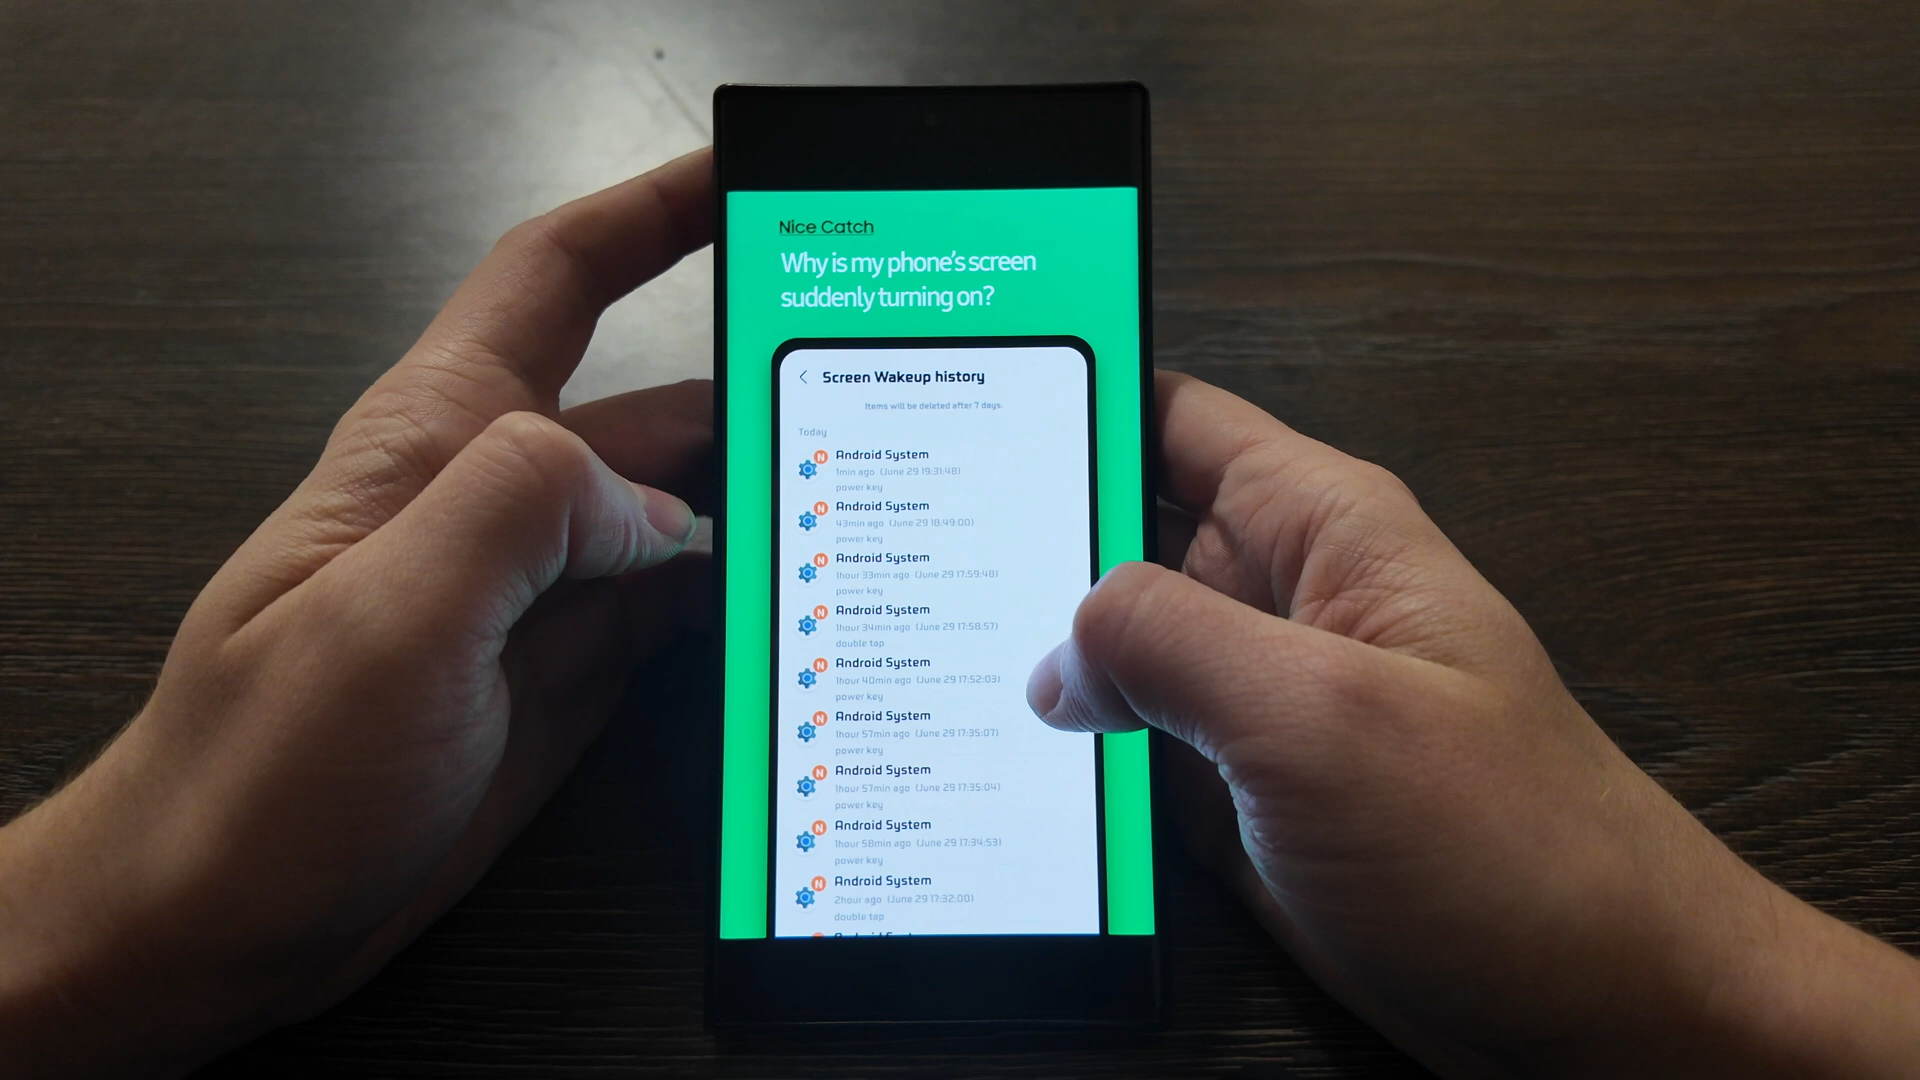 Nice Catch
Why is my phone's screen
suddenly turning on?
Screen Wakeup history
Items will be deleted after 7 days.
Today
N
Android System
1min ago (June 29 19:31:48)
power key
N
Android System
43min ago (June 29 18:49:00)
power key
N
Android System
1hour 33min ago (June 29 17:59:48)
power key
N
Android System
1hour 34min ago (June 29 17:58:57)
double tap
N
Android System
1hour 40min ago (June 29 17:52:03)
power key
N
Android System
1hour 57min ago (June 29 17:35:07)
power key
N
Android System
1hour 57min ago (June 29 17:35:04)
power key
N
Android System
1hour 58min ago (June 29 17:34:53)
power key
N
Android System
2hour ago (June 29 17:32:00)
double tap